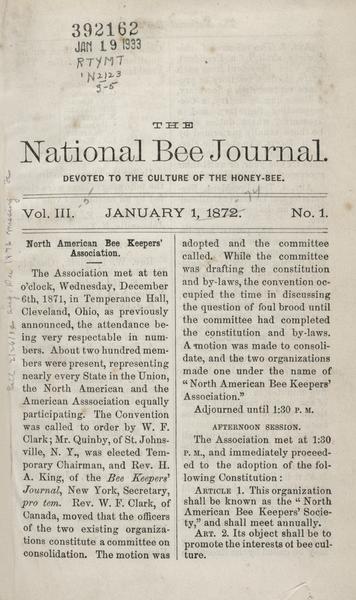 392162
JAN 19 1933
RTYMT
N2123
THE
National Bee Journal.
DEVOTED TO THE CULTURE OF THE HONEY-BEE.
Vol. III. JANUARY 1, 1872. No. 1.
North American Bee Keepers'
Association.
The Association met at ten
o'clock, Wednesday, December
6th, 1871, in Temperance Hall,
Cleveland, Ohio, as previously
announced, the attendance be-
ing very respectable in num-
bers. About two hundred mem-
bers were present, representing
nearly every State in the Union,
the North American and the
American Asssociation equally
participating. The Convention
was called to order by W. F.
Clark; Mr. Quinby, of St. Johns-
ville, N. Y., was elected Tem-
porary Chairman, and Rev. H.
A. King, of the Bee Keepers'
Journal, New York, Secretary,
pro tem. Rev. W. F. Clark, of
Canada, moved that the officers
of the two existing organiza-
tions constitute a committee on
consolidation. The motion was
adopted and the committee
called. While the committee
was drafting the constitution
and by-laws, the convention oc-
cupied the time in discussing
the question of foul brood until
the committee had completed
the constitution and by-laws.
A motion was made to consoli-
date, and the two organizations
made one under the name of
"North American Bee Keepers'
Association."
Adjourned until 1:30 P. M.
AFTERNOON SESSION.
The Association met at 1:30
P. M., and immediately proceed-
ed to the adoption of the fol-
lowing Constitution:
ARTICLE 1. This organization
shall be known as the "North
American Bee Keepers' Socie-
ty," and shall meet annually.
ART. 2. Its object shall be to
promote the interests of bee cul-
ture.